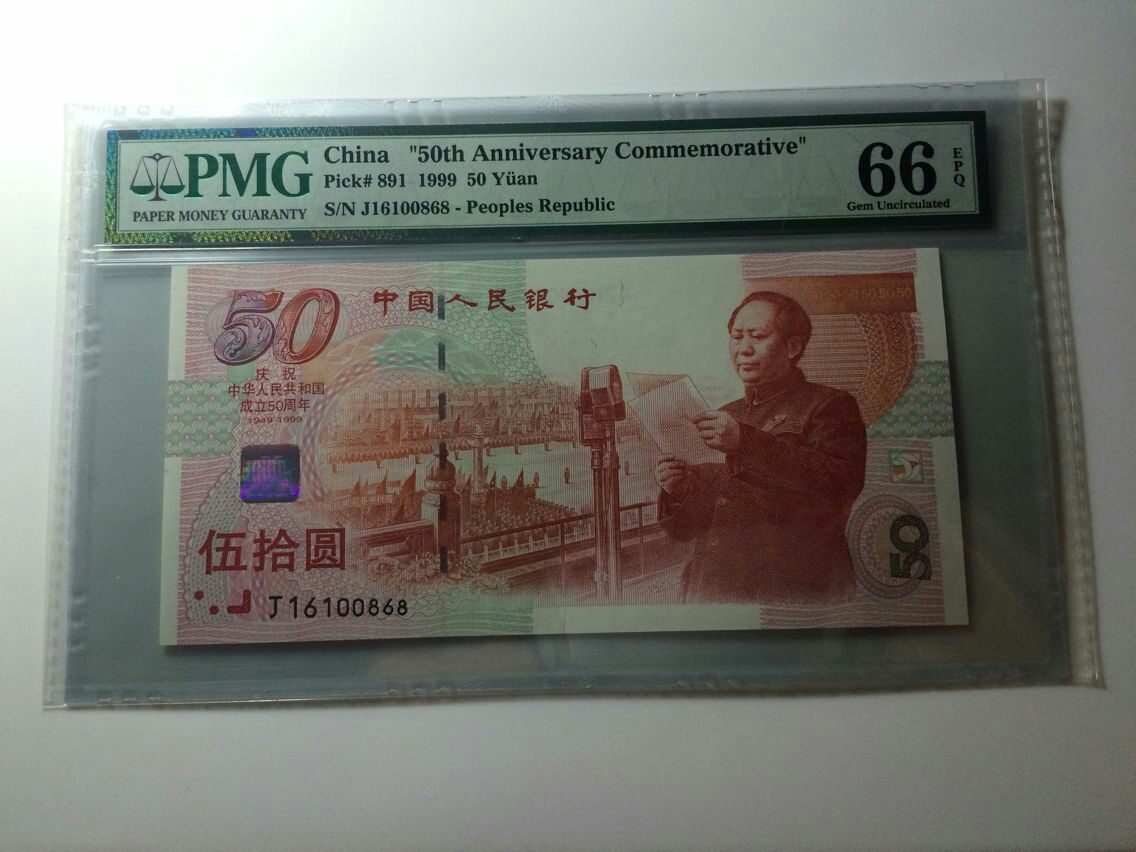 PMG
PAPER MONEY GUARANTY
China "50th Anniversary Commemorative"
Pick# 891 1999 50 Yüan
S/N J16100868 - Peoples Republic
66
EPQ
Gem Uncirculated
50
中国人民银行
庆祝
中华人民共和国
成立50周年
1949-1999
伍拾圆
J16100868
50